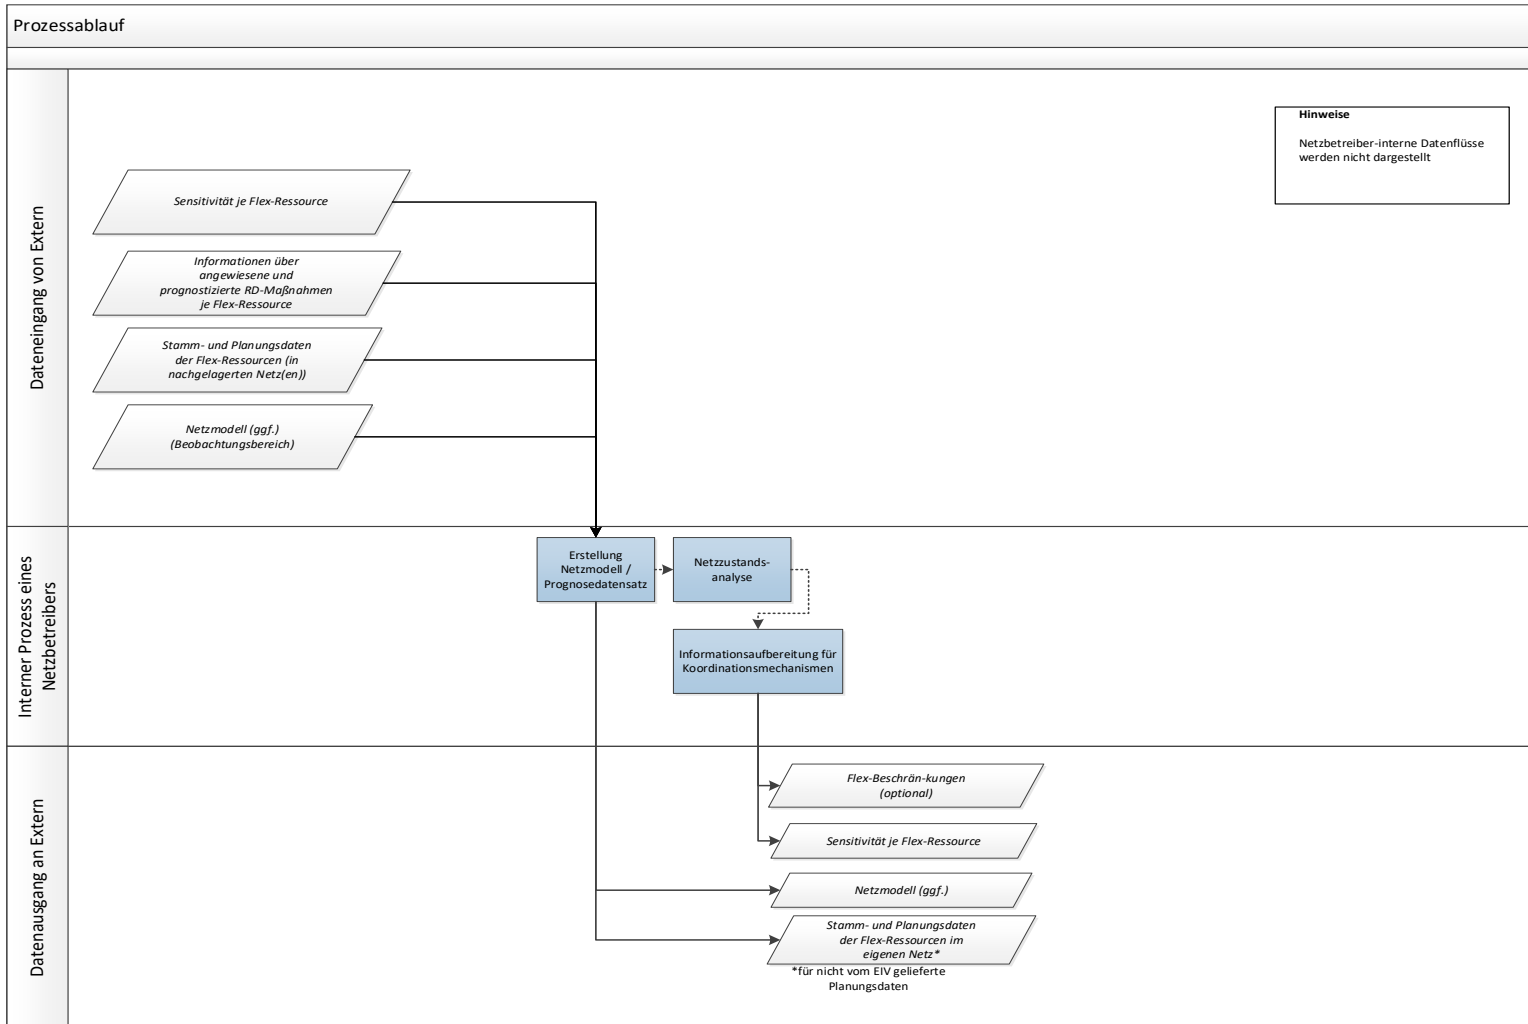 Prozessablauf
Hinweise
Netzbetreiber-interne Datenflüsse
werden nicht dargestellt
Dateneingang von Extern
Sensitivität je Flex-Ressource
Informationen über
angewiesene und
prognostizierte RD-Maßnahmen
je Flex-Ressource
Stamm- und Planungsdaten
der Flex-Ressourcen (in
nachgelagerten Netz(en))
Netzmodell (ggf.)
(Beobachtungsbereich)
Interner Prozess eines
Netzbetreibers
Erstellung
Netzmodell /
Prognosedatensatz
Netzzustands-
analyse
Informationsaufbereitung für
Koordinationsmechanismen
Datenausgang an Extern
Flex-Beschrän-kungen
(optional)
Sensitivität je Flex-Ressource
Netzmodell (ggf.)
Stamm- und Planungsdaten
der Flex-Ressourcen im
eigenen Netz*
*für nicht vom EIV gelieferte
Planungsdaten